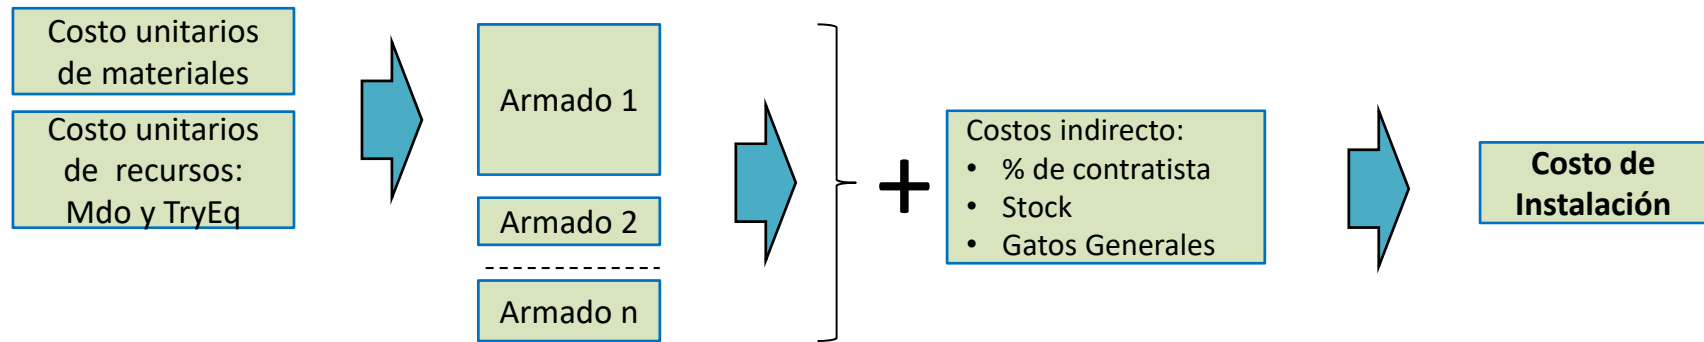 Costo unitarios
de materiales
Costo unitarios
de recursos:
Mdo y TryEq
Armado 1
Armado 2
Armado n
+
Costos indirecto:
• % de contratista
• Stock
• Gatos Generales
Costo de
Instalación